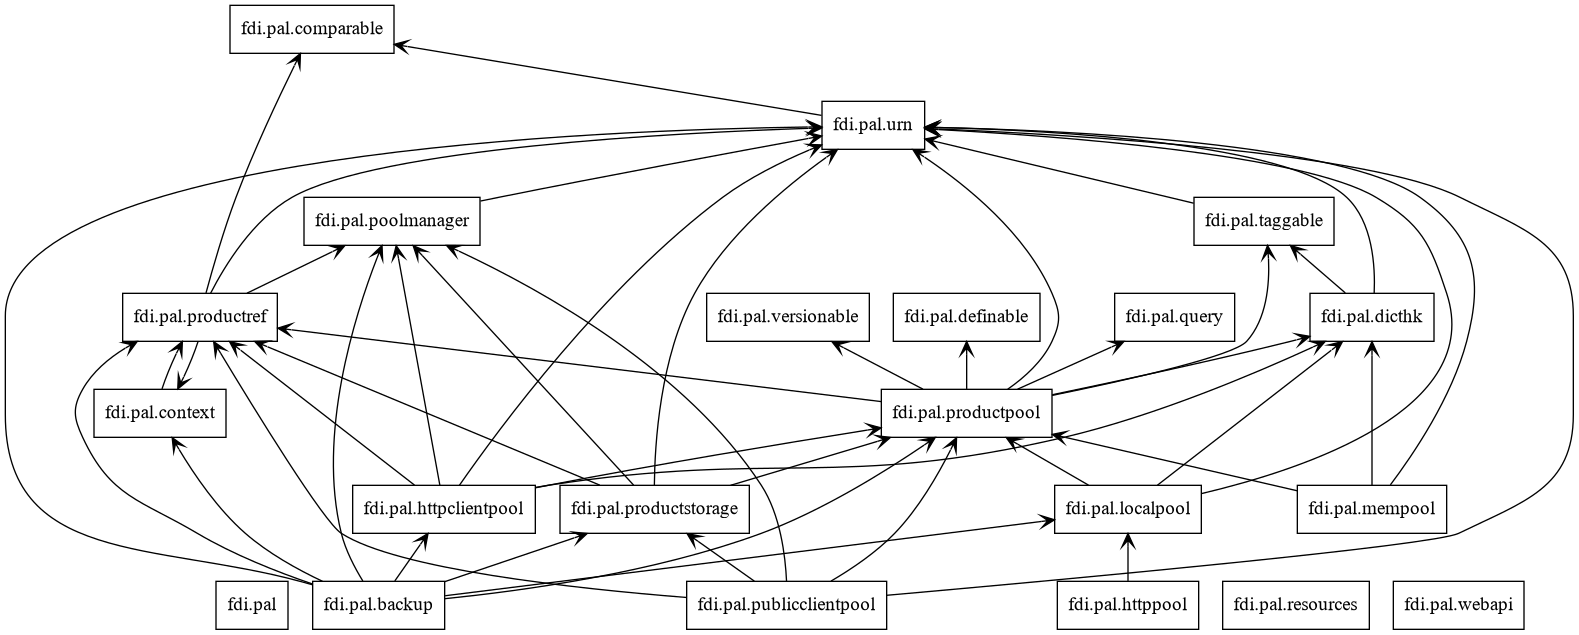 fdi.pal.comparable
fdi.pal.urn
fdi.pal.poolmanager
fdi.pal.taggable
fdi.pal.productref
fdi.pal.versionable
fdi.pal.definable
fdi.pal.query
fdi.pal.dicthk
fdi.pal.context
fdi.pal.productpool
fdi.pal.httpclientpool
fdi.pal.productstorage
fdi.pal.localpool
fdi.pal.mempool
fdi.pal
fdi.pal.backup
fdi.pal.publicclientpool
fdi.pal.httppool
fdi.pal.resources
fdi.pal.webapi